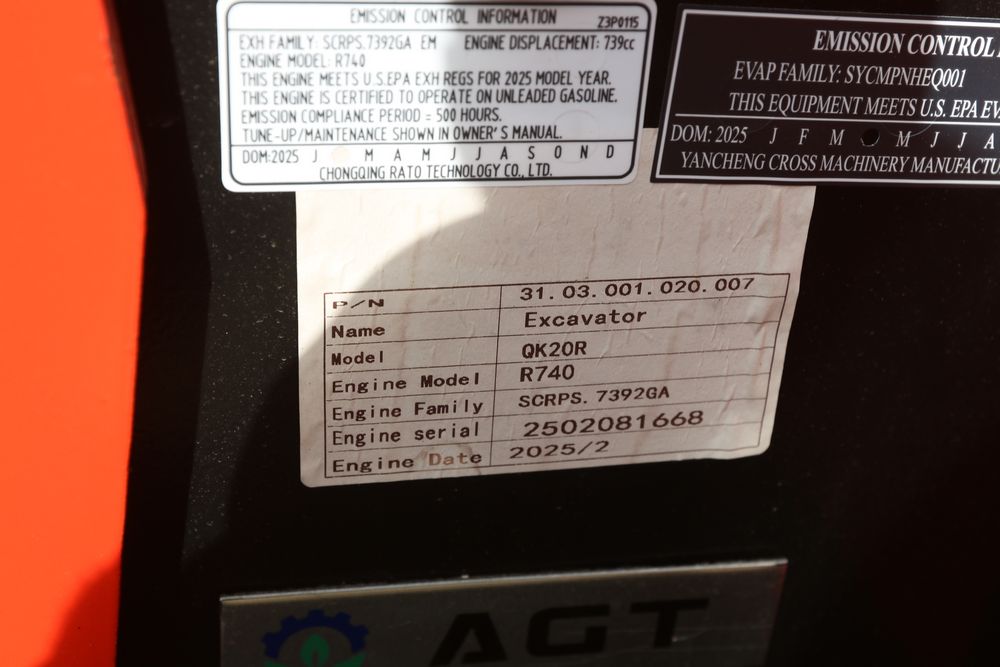 EMISSION CONTROL INFORMATION Z3P0115
EXH FAMILY: SCRPS.7392GA EM ENGINE DISPLACEMENT: 739cc
ENGINE MODEL: R740
THIS ENGINE MEETS U.S.EPA EXH REGS FOR 2025 MODEL YEAR.
THIS ENGINE IS CERTIFIED TO OPERATE ON UNLEADED GASOLINE.
EMISSION COMPLIANCE PERIOD = 500 HOURS.
TUNE-UP/MAINTENANCE SHOWN IN OWNER'S MANUAL.
DOM:2025 J M A M J J A S O N D
CHONGQING RATO TECHNOLOGY CO., LTD.
EMISSION CONTROL
EVAP FAMILY: SYCMPNHEQ001
THIS EQUIPMENT MEETS U.S. EPA EV
DOM: 2025 J F M M J J A
YANCHENG CROSS MACHINERY MANUFACTU
P/N 31.03.001.020.007
Name Excavator
Model QK20R
Engine Model R740
Engine Family SCRPS. 7392GA
Engine serial 2502081668
Engine Date 2025/2
AGT